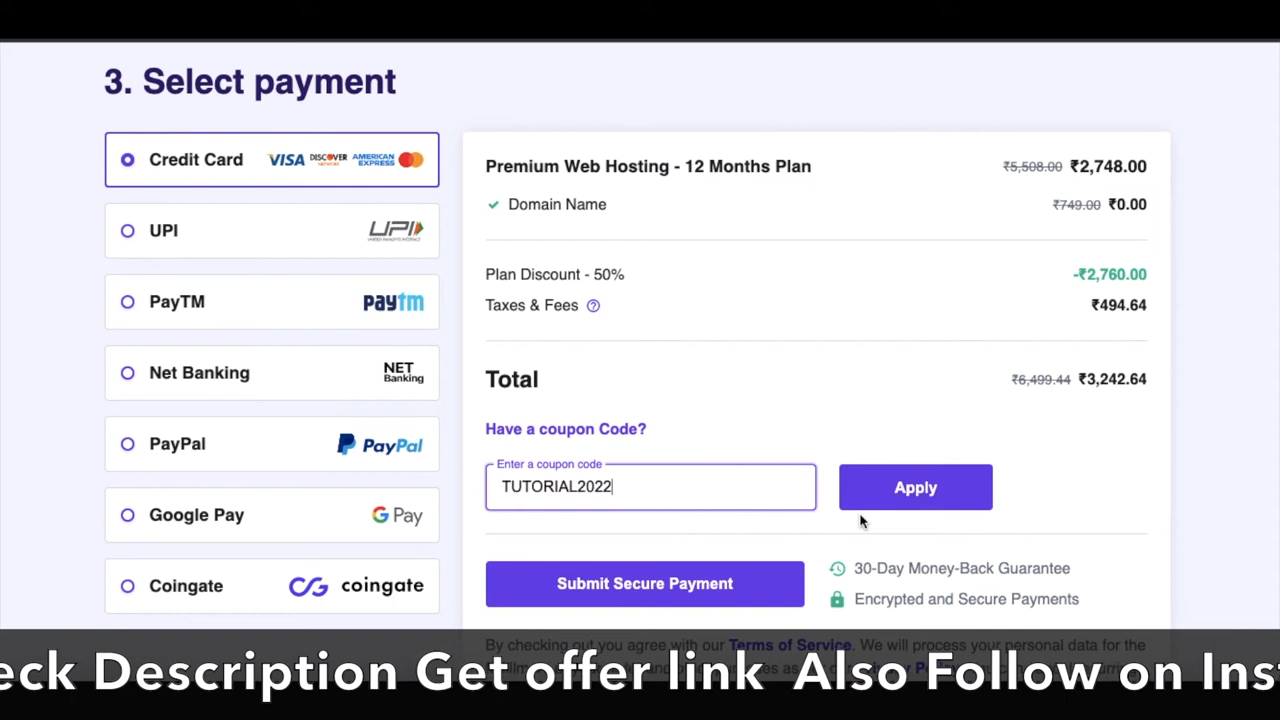 3. Select payment
Credit Card VISA DISCOVER AMERICAN EXPRESS
UPI UPI
PayTM paytm
Net Banking NET Banking
PayPal PayPal
Google Pay G Pay
Coingate coingate
Premium Web Hosting - 12 Months Plan ₹5,508.00 ₹2,748.00
Domain Name ₹749.00 ₹0.00
Plan Discount - 50% -₹2,760.00
Taxes & Fees ₹494.64
Total ₹6,499.44 ₹3,242.64
Have a coupon Code?
Enter a coupon code
TUTORIAL2022
Apply
Submit Secure Payment
30-Day Money-Back Guarantee
Encrypted and Secure Payments
By checking out you agree with our Terms of Service. We will process your personal data for the
eck Description Get offer link Also Follow on Ins